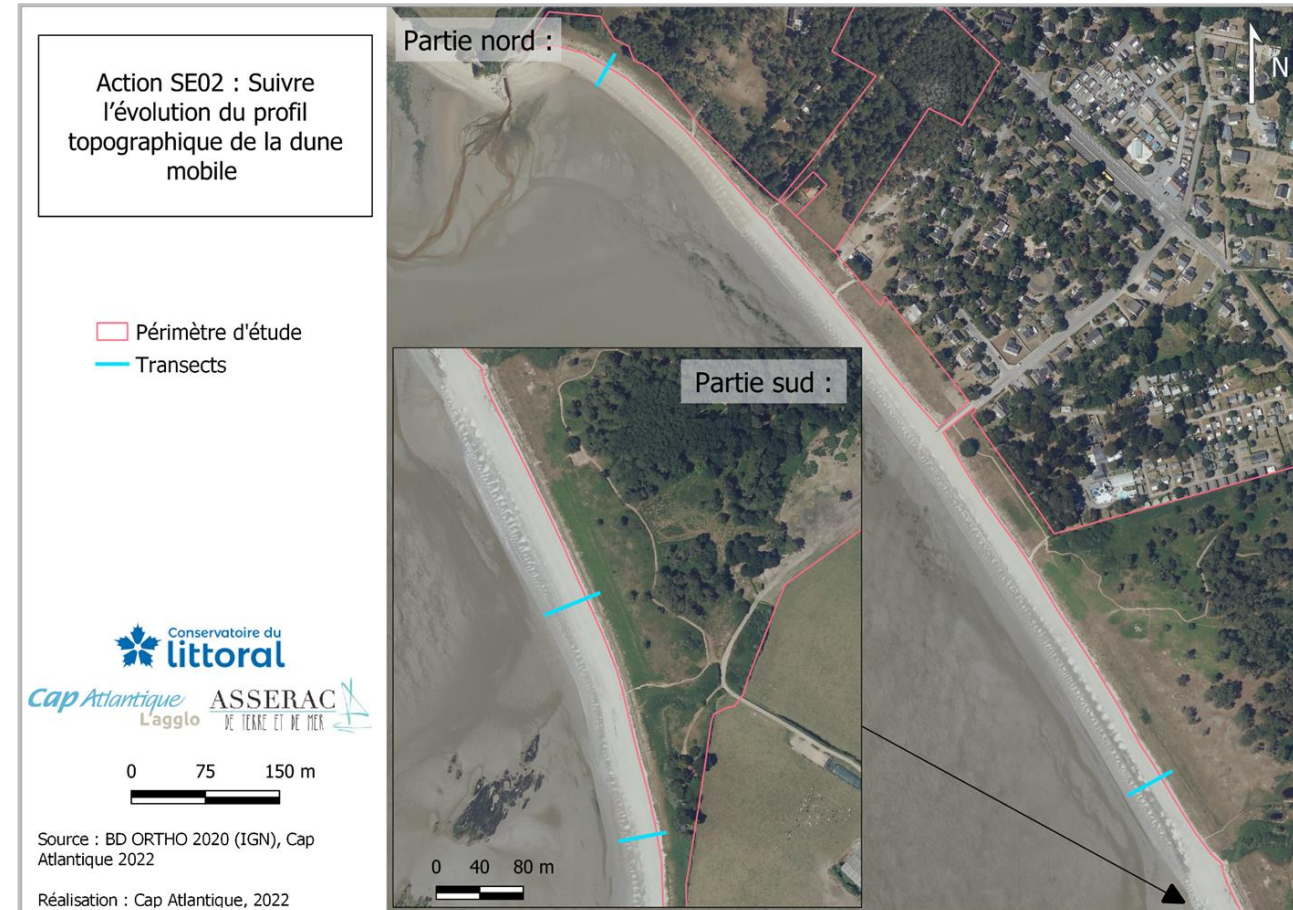 Action SE02 : Suivre
l'évolution du profil
topographique de la dune
mobile
Périmètre d'étude
Transects
Conservatoire du
littoral
Cap Atlantique
L'agglo
ASSERAC
DE TERRE ET DE MER
0 75 150 m
Source : BD ORTHO 2020 (IGN), Cap
Atlantique 2022
Réalisation : Cap Atlantique, 2022
Partie nord :
N
Partie sud :
0 40 80 m